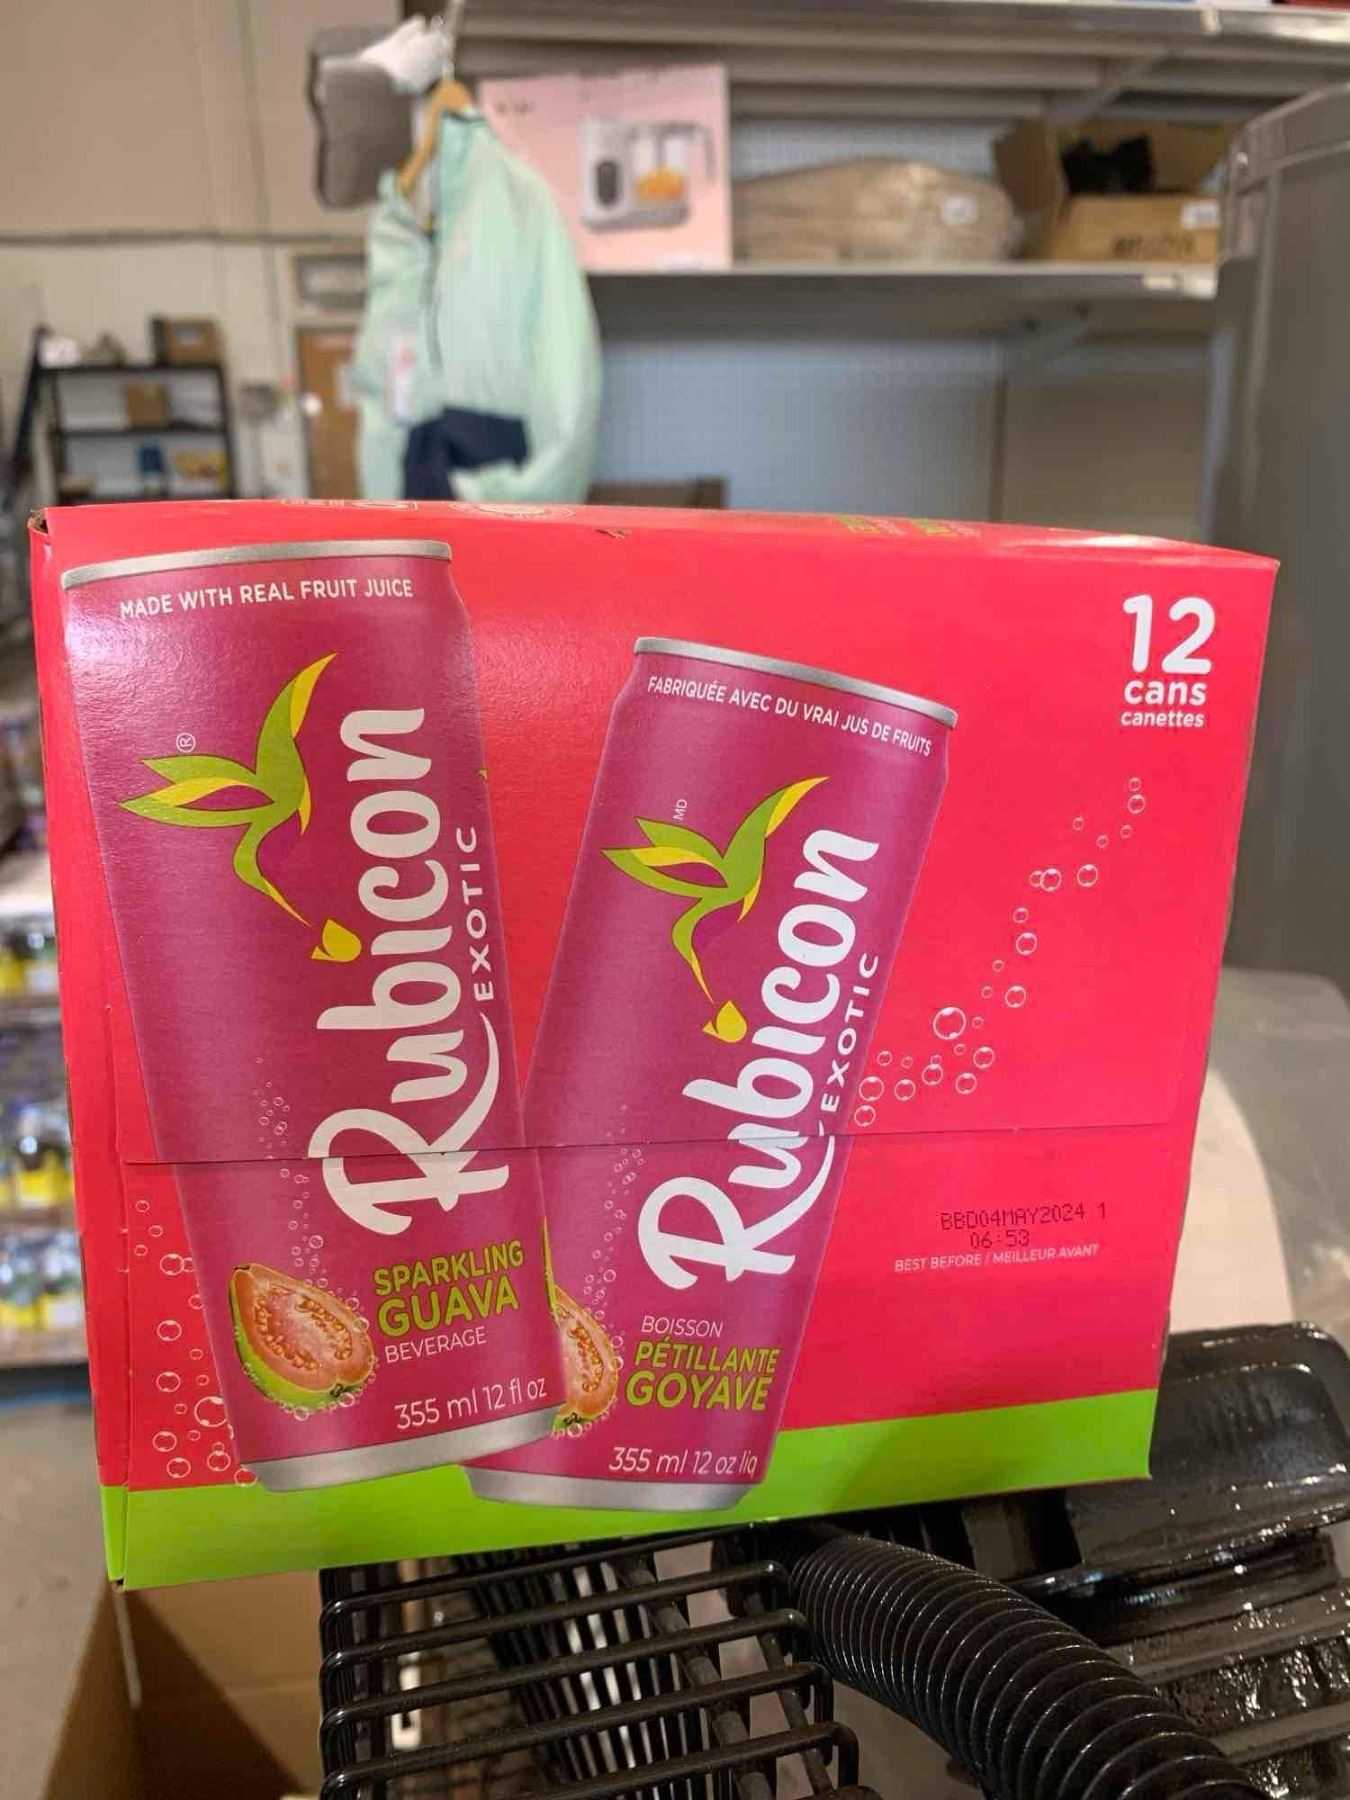 MADE WITH REAL FRUIT JUICE
®
Rubicon
EXOTIC
SPARKLING
GUAVA
BEVERAGE
355 ml 12 fl oz
FABRIQUÉE AVEC DU VRAI JUS DE FRUITS
MD
Rubicon
EXOTIC
BOISSON
PÉTILLANTE
GOYAVE
355 ml 12 oz liq
12
cans
canettes
BBD04MAY2024 1
06:53
BEST BEFORE / MEILLEUR AVANT